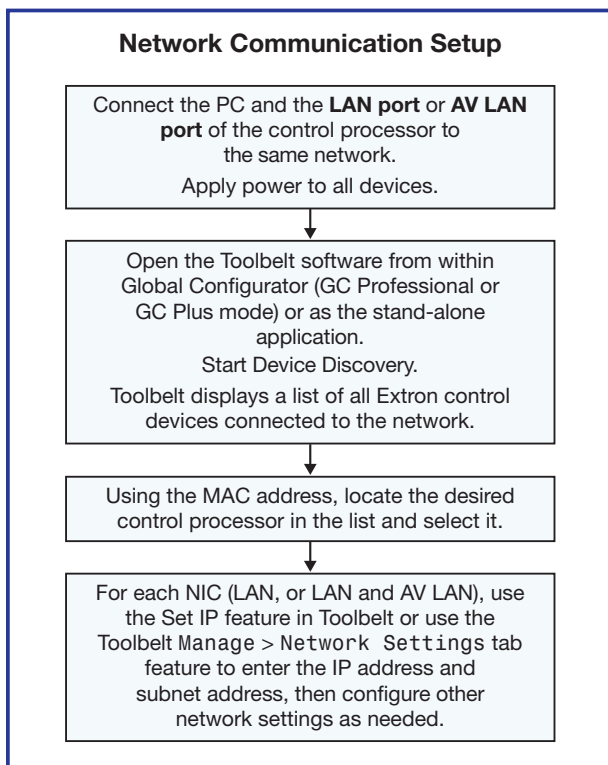 Network Communication Setup
Connect the PC and the LAN port or AV LAN
port of the control processor to
the same network.
Apply power to all devices.
Open the Toolbelt software from within
Global Configurator (GC Professional or
GC Plus mode) or as the stand-alone
application.
Start Device Discovery.
Toolbelt displays a list of all Extron control
devices connected to the network.
Using the MAC address, locate the desired
control processor in the list and select it.
For each NIC (LAN, or LAN and AV LAN), use
the Set IP feature in Toolbelt or use the
Toolbelt Manage > Network Settings tab
feature to enter the IP address and
subnet address, then configure other
network settings as needed.